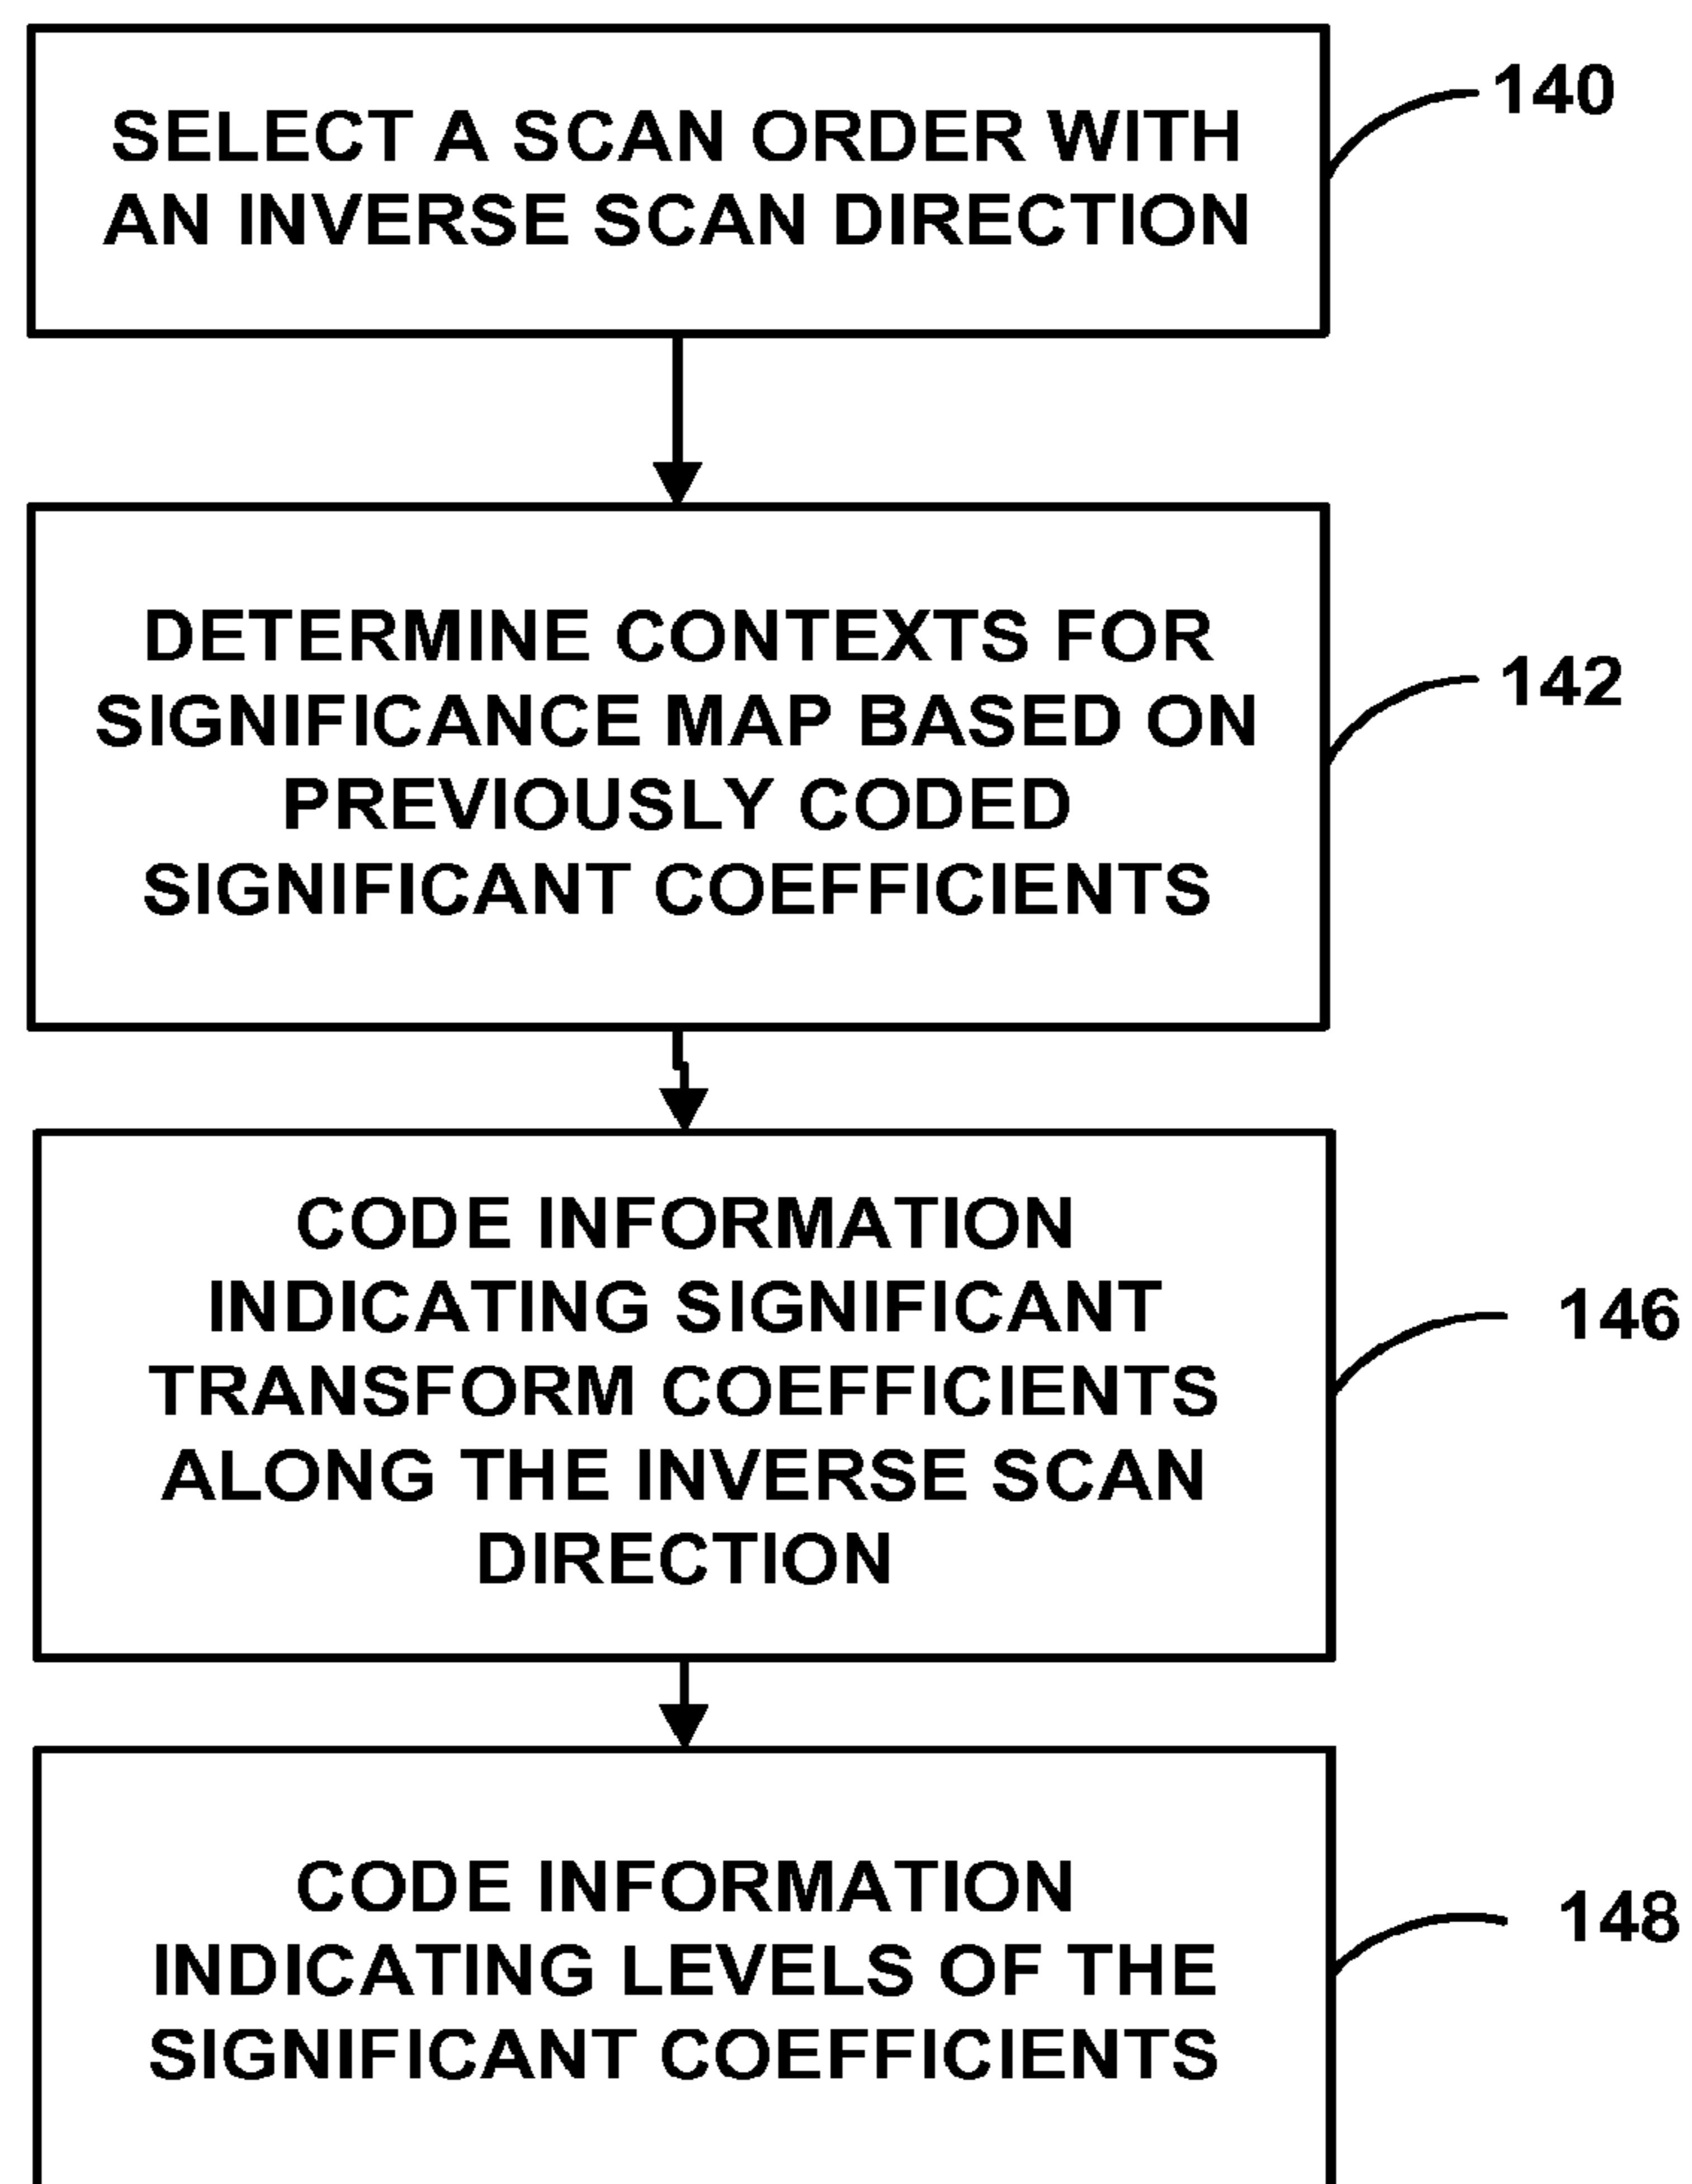 SELECT A SCAN ORDER WITH
AN INVERSE SCAN DIRECTION
140
DETERMINE CONTEXTS FOR
SIGNIFICANCE MAP BASED ON
PREVIOUSLY CODED
SIGNIFICANT COEFFICIENTS
142
CODE INFORMATION
INDICATING SIGNIFICANT
TRANSFORM COEFFICIENTS
ALONG THE INVERSE SCAN
DIRECTION
146
CODE INFORMATION
INDICATING LEVELS OF THE
SIGNIFICANT COEFFICIENTS
148